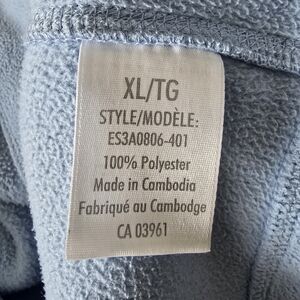 XL/TG
STYLE/MODÈLE:
ES3A0806-401
100% Polyester
Made in Cambodia
Fabriqué au Cambodge
CA 03961